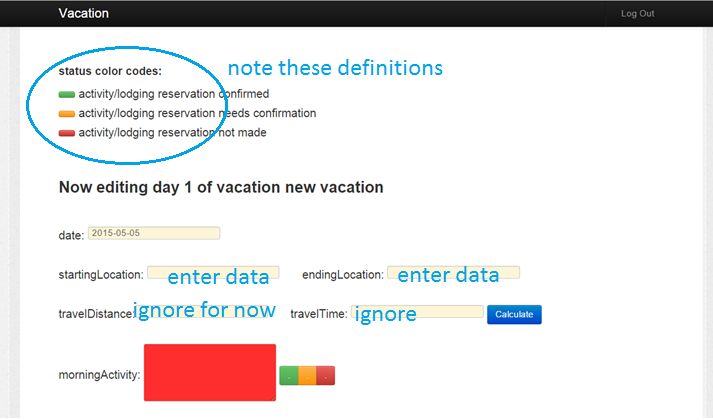 Vacation Log Out
status color codes: note these definitions
activity/lodging reservation confirmed
activity/lodging reservation needs confirmation
activity/lodging reservation not made
Now editing day 1 of vacation new vacation
date: 2015-05-05
startingLocation: enter data endingLocation: enter data
travelDistance: ignore for now travelTime: ignore Calculate
morningActivity: